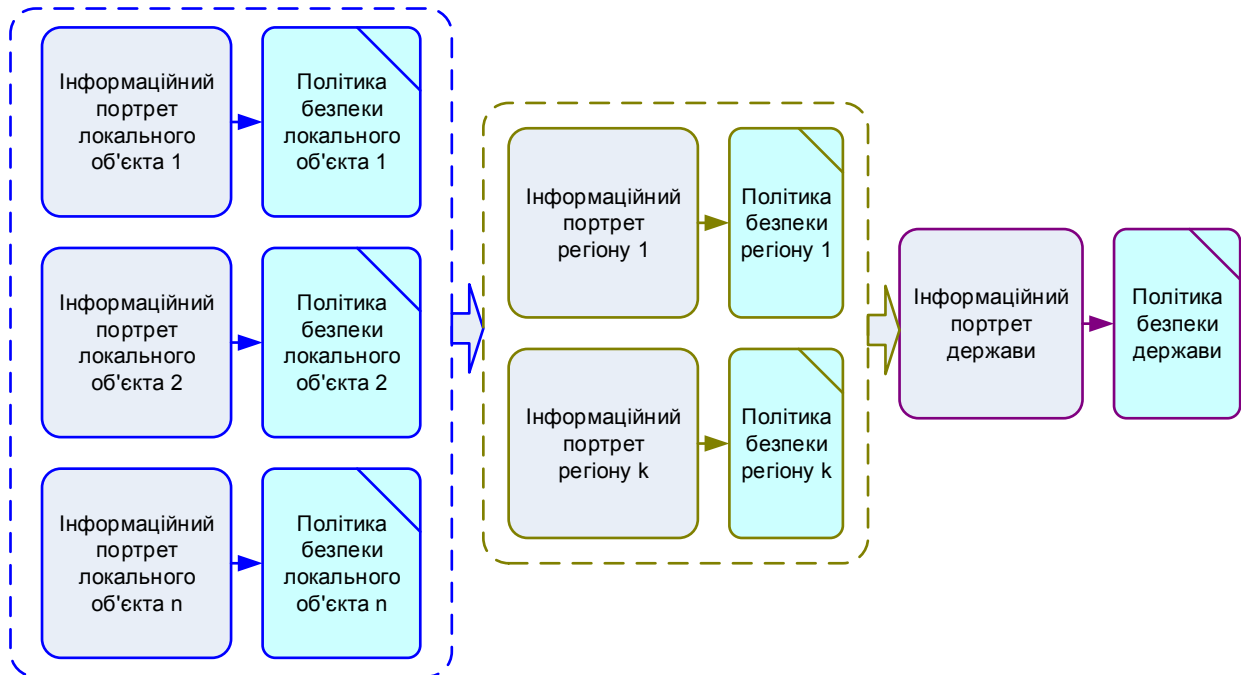 Інформаційний
портрет
локального
об'єкта 1
Політика
безпеки
локального
об'єкта 1
Інформаційний
портрет
локального
об'єкта 2
Політика
безпеки
локального
об'єкта 2
Інформаційний
портрет
локального
об'єкта n
Політика
безпеки
локального
об'єкта n
Інформаційний
портрет
регіону 1
Політика
безпеки
регіону 1
Інформаційний
портрет
регіону k
Політика
безпеки
регіону k
Інформаційний
портрет
держави
Політика
безпеки
держави